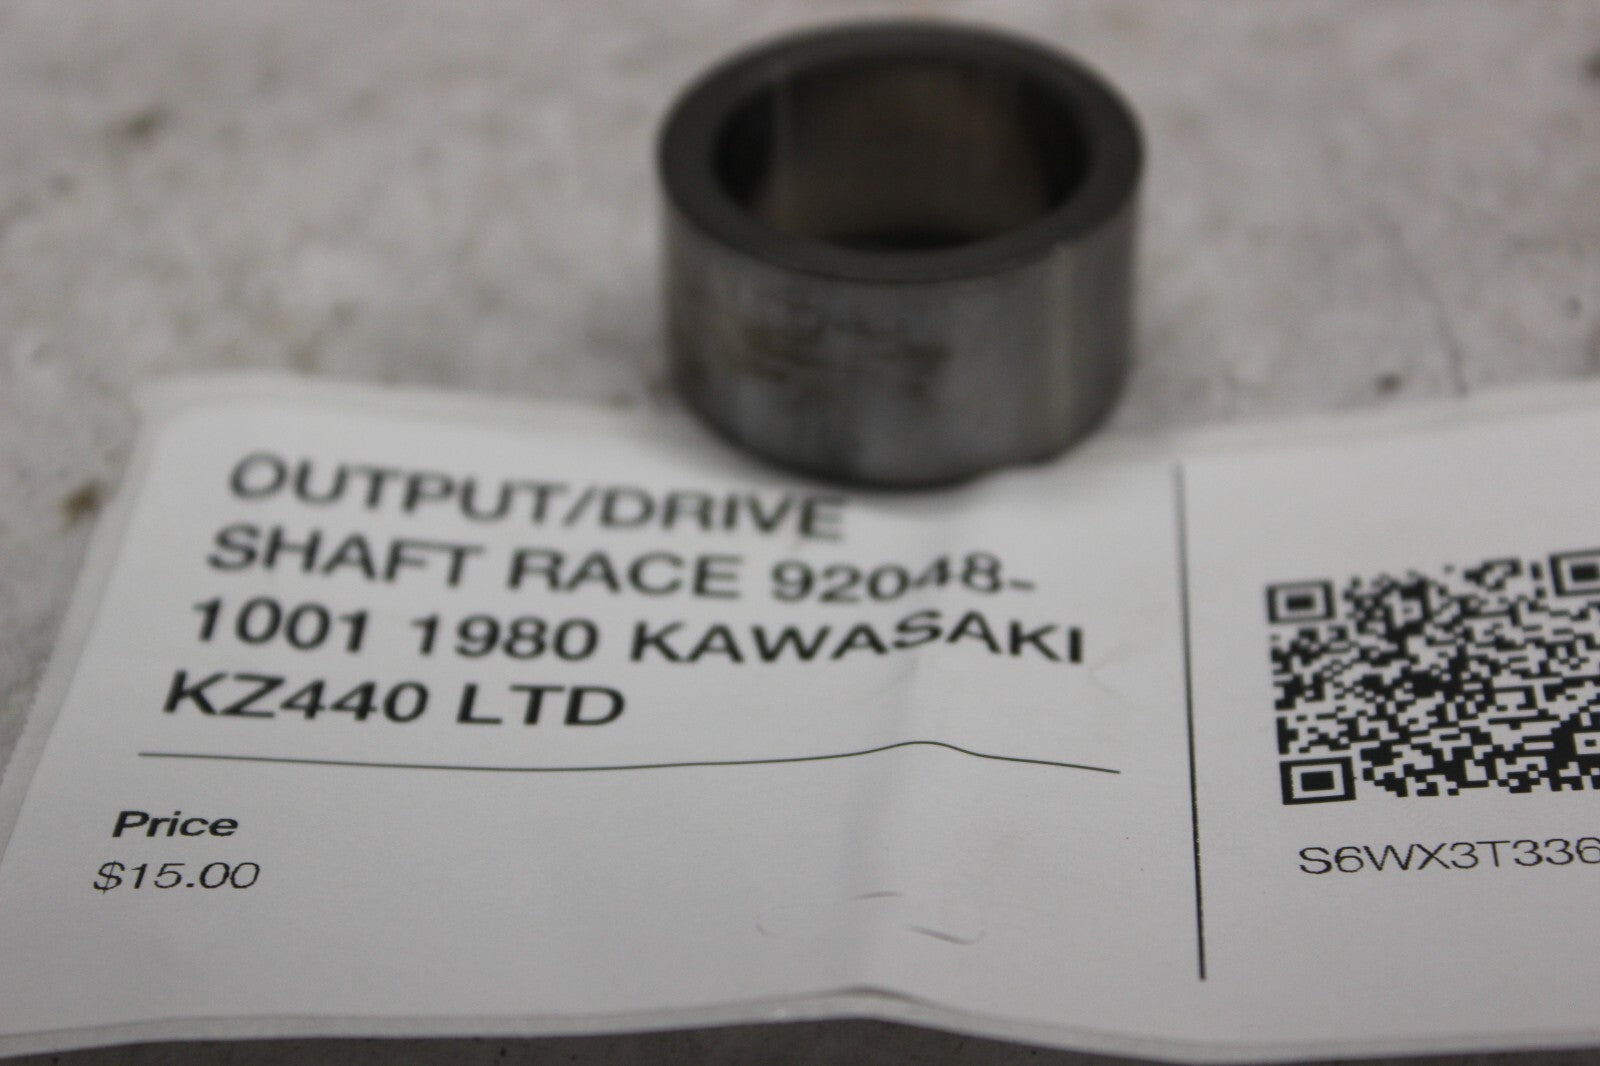 OUTPUT/DRIVE
SHAFT RACE 92048-
1001 1980 KAWASAKI
KZ440 LTD
Price
$15.00
S6WX3T336